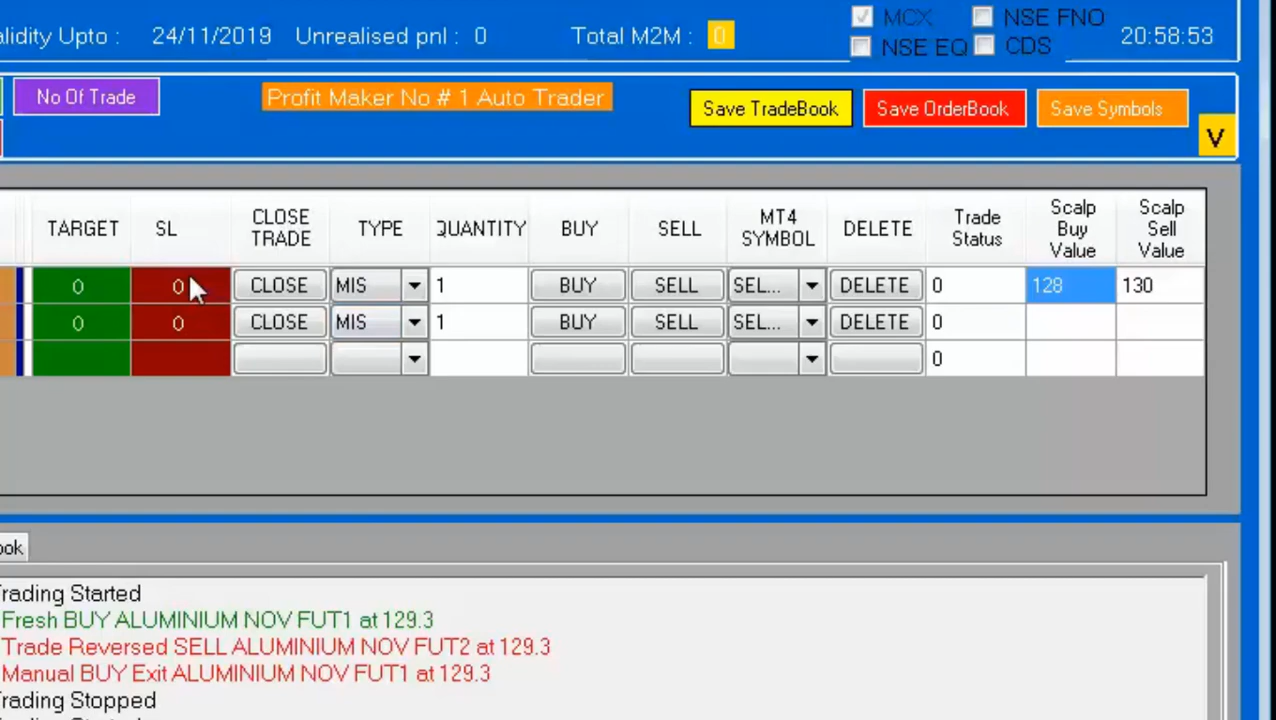 alidity Upto : 24/11/2019 Unrealised pnl : 0 Total M2M : 0 MCX NSE FNO 20:58:53
NSE EQ CDS
No Of Trade Profit Maker No # 1 Auto Trader Save TradeBook Save OrderBook Save Symbols
V
TARGET SL CLOSE TRADE TYPE QUANTITY BUY SELL MT4 SYMBOL DELETE Trade Status Scalp Buy Value Scalp Sell Value
0 0 CLOSE MIS 1 BUY SELL SEL... DELETE 0 128 130
0 0 CLOSE MIS 1 BUY SELL SEL... DELETE 0
0
ook
rading Started
Fresh BUY ALUMINIUM NOV FUT1 at 129.3
Trade Reversed SELL ALUMINIUM NOV FUT2 at 129.3
Manual BUY Exit ALUMINIUM NOV FUT1 at 129.3
rading Stopped